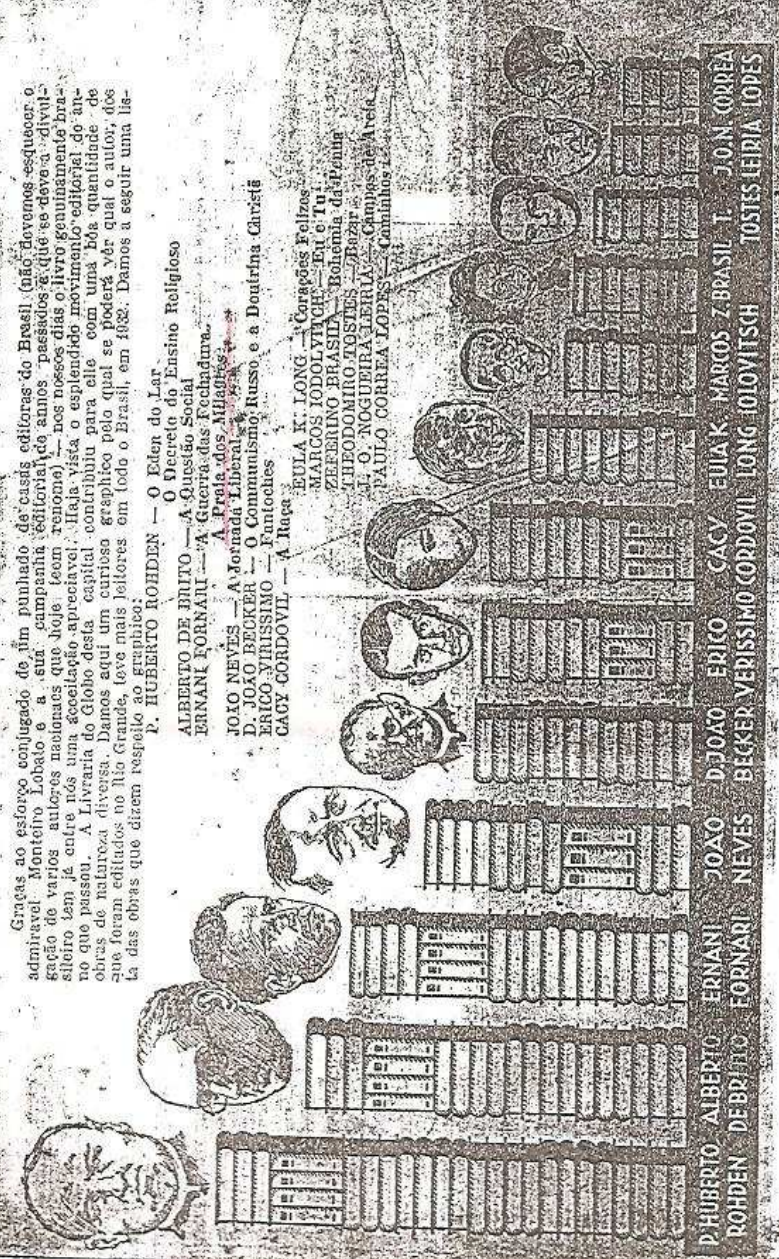 Graças ao esforço conjugado de um punhado de casas editoras do Brasil (não devemos esquecer o
admiravel Monteiro Lobato e a sua campanha editorial de annos passados a que se deve a divul-
gação de varios autores nacionaes que hoje teem renome) — nos nossos dias o livro genuinamente bra-
sileiro tem já entre nós uma acceitação apreciavel. Haja vista o esplendido movimento editorial do an-
no que passou. A Livraria do Globo desta capital contribuiu para elle com uma bôa quantidade de
obras de natureza diversa. Damos aqui um curioso graphico pelo qual se poderá vêr qual o autor, dos
que foram editados no Rio Grande, teve mais leitores em todo o Brasil, em 1932. Damos a seguir uma lis-
ta das obras que dizem respeito ao graphico:
P. HUBERTO ROHDEN — O Eden do Lar
O Decreto do Ensino Religioso
ALBERTO DE BRITO — A Questão Social
ERNANI FORNARI — A Guerra das Fechaduras
A Praia dos Milagres
JOAO NEVES — A Jornada Liberal
D. JOÃO BECKER — O Communismo Russo e a Doutrina Christã
ERICO VIRISSIMO — Fantoches
CACY CORDOVIL — A Raça
EULA K. LONG — Corações Felizes
MARCOS IODOLVITCH — Eu e Tu
ZEFERINO BRASIL — Bohemia da Penna
THEODOMIRO TOSTES — Bazar
J. O. NOGUEIRA LEIRIA — Campos de Areia
PAULO CORREA LOPES — Caminhos
P. HUBERTO ALBERTO ERNANI JOÃO D. JOÃO ERICO CACY EULA K. MARCOS Z. BRASIL T. J.O.N. CORRÊA
ROHDEN DE BRITTO FORNARI NEVES BECKER VERISSIMO CORDOVIL LONG IOLOVITSCH TOSTES LEIRIA LOPES